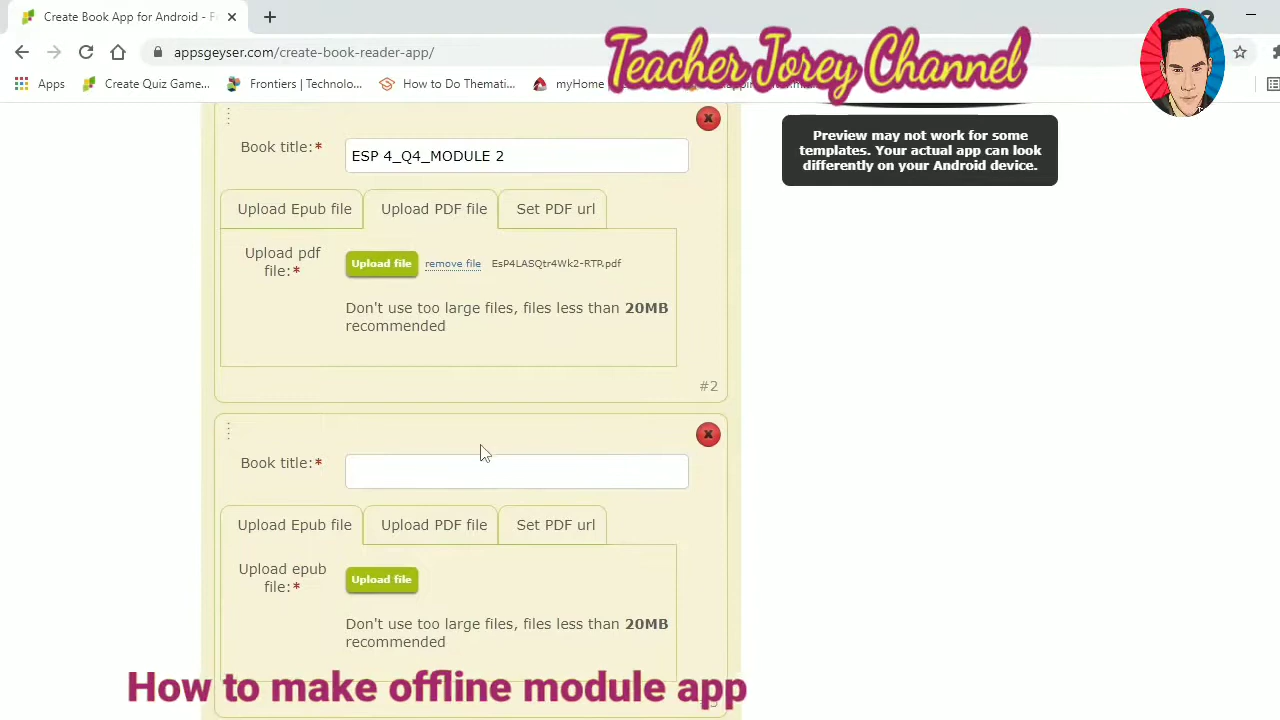 Create Book App for Android - F
appsgeyser.com/create-book-reader-app/
Teacher Jorey Channel
Apps
Create Quiz Game...
Frontiers | Technolo...
How to Do Themati...
myHome
Preview may not work for some
templates. Your actual app can look
differently on your Android device.
Book title:*
ESP 4_Q4_MODULE 2
Upload Epub file
Upload PDF file
Set PDF url
Upload pdf
file:*
Upload file
remove file
EsP4LASQtr4Wk2-RTP.pdf
Don't use too large files, files less than 20MB
recommended
#2
Book title:*
Upload Epub file
Upload PDF file
Set PDF url
Upload epub
file:*
Upload file
Don't use too large files, files less than 20MB
recommended
How to make offline module app